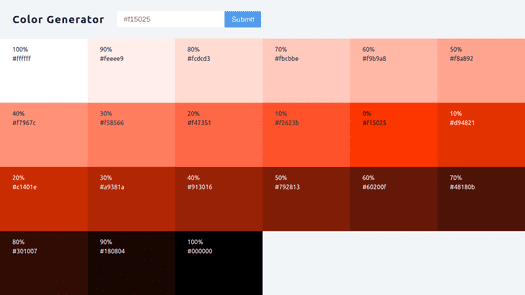 Color Generator
#f15025
Submit
100%
#ffffff
90%
#feeee9
80%
#fcdcd3
70%
#fbcbbe
60%
#f9b9a8
50%
#f8a892
40%
#f7967c
30%
#f58566
20%
#f47351
10%
#f2623b
0%
#f15025
10%
#d94821
20%
#c1401e
30%
#a9381a
40%
#913016
50%
#792813
60%
#60200f
70%
#48180b
80%
#301007
90%
#180804
100%
#000000